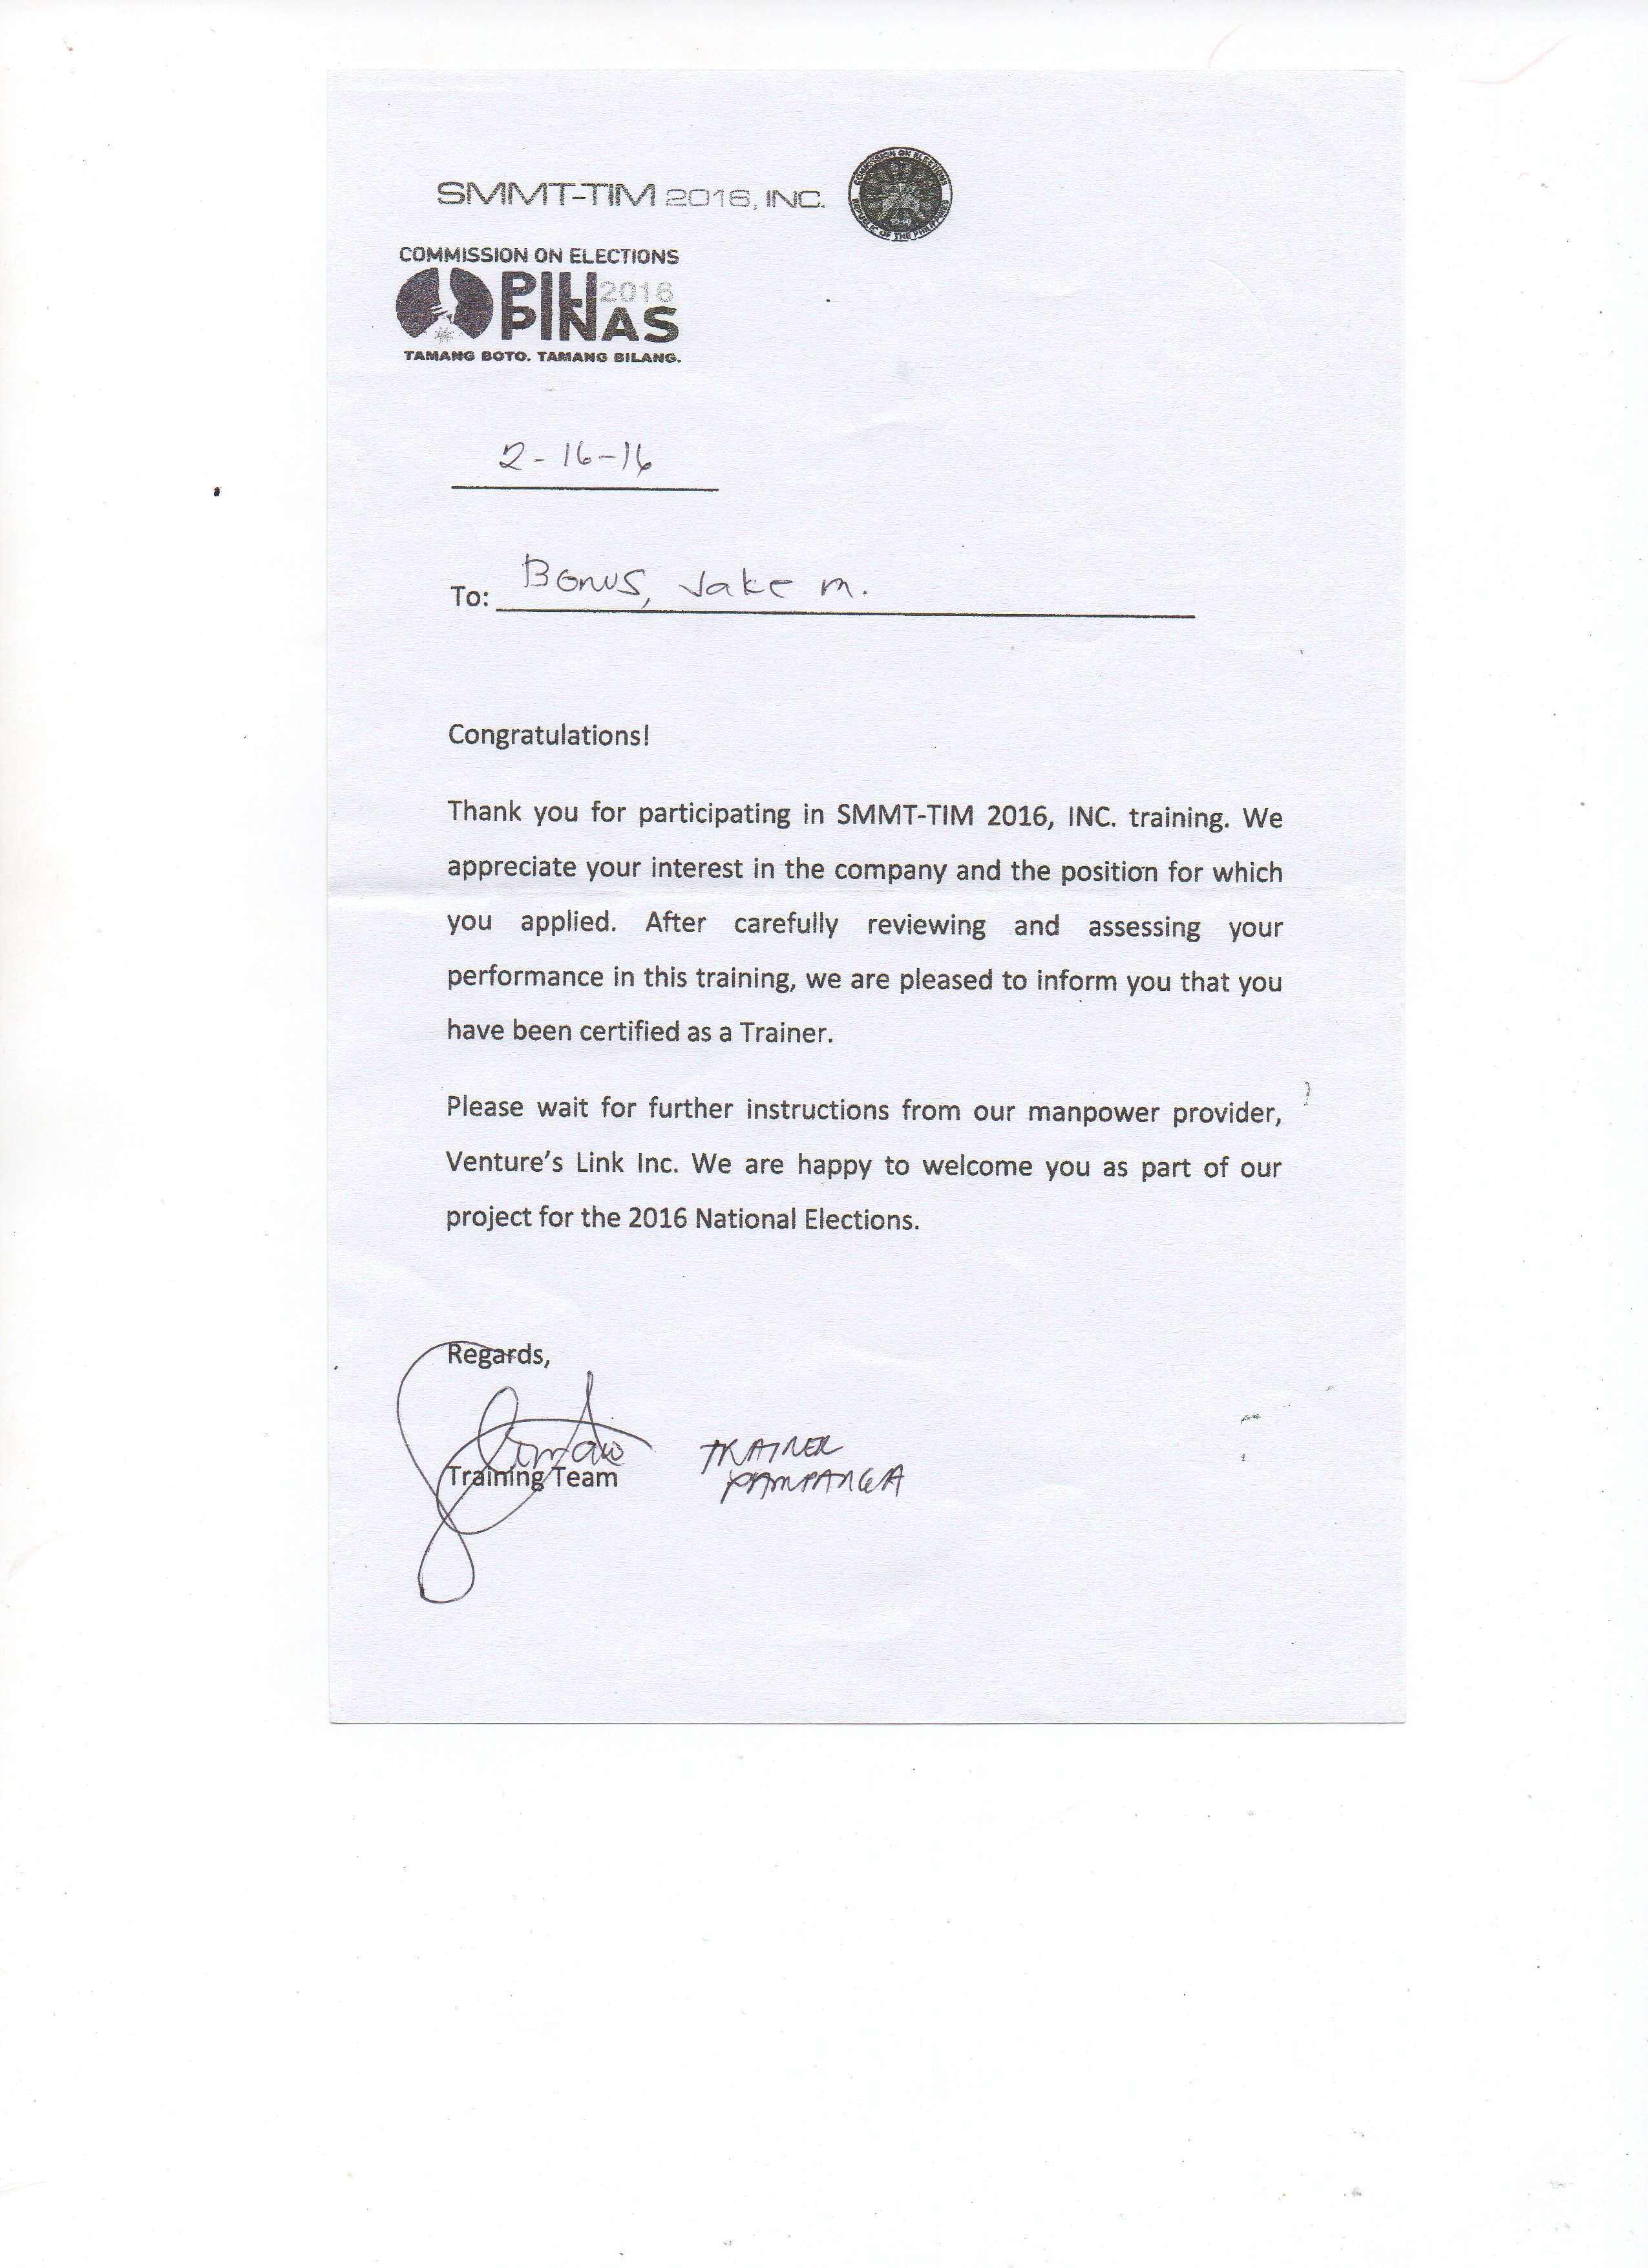 SMMT-TIM 2016, INC.
COMMISSION ON ELECTIONS
REPUBLIC OF THE PHILIPPINES
COMMISSION ON ELECTIONS
PILI 2016
PINAS
TAMANG BOTO. TAMANG BILANG.
2-16-16
To: Bonus, Jake M.
Congratulations!
Thank you for participating in SMMT-TIM 2016, INC. training. We
appreciate your interest in the company and the position for which
you applied. After carefully reviewing and assessing your
performance in this training, we are pleased to inform you that you
have been certified as a Trainer.
Please wait for further instructions from our manpower provider,
Venture's Link Inc. We are happy to welcome you as part of our
project for the 2016 National Elections.
Regards,
Training Team
TRAINER
PAMPANGA